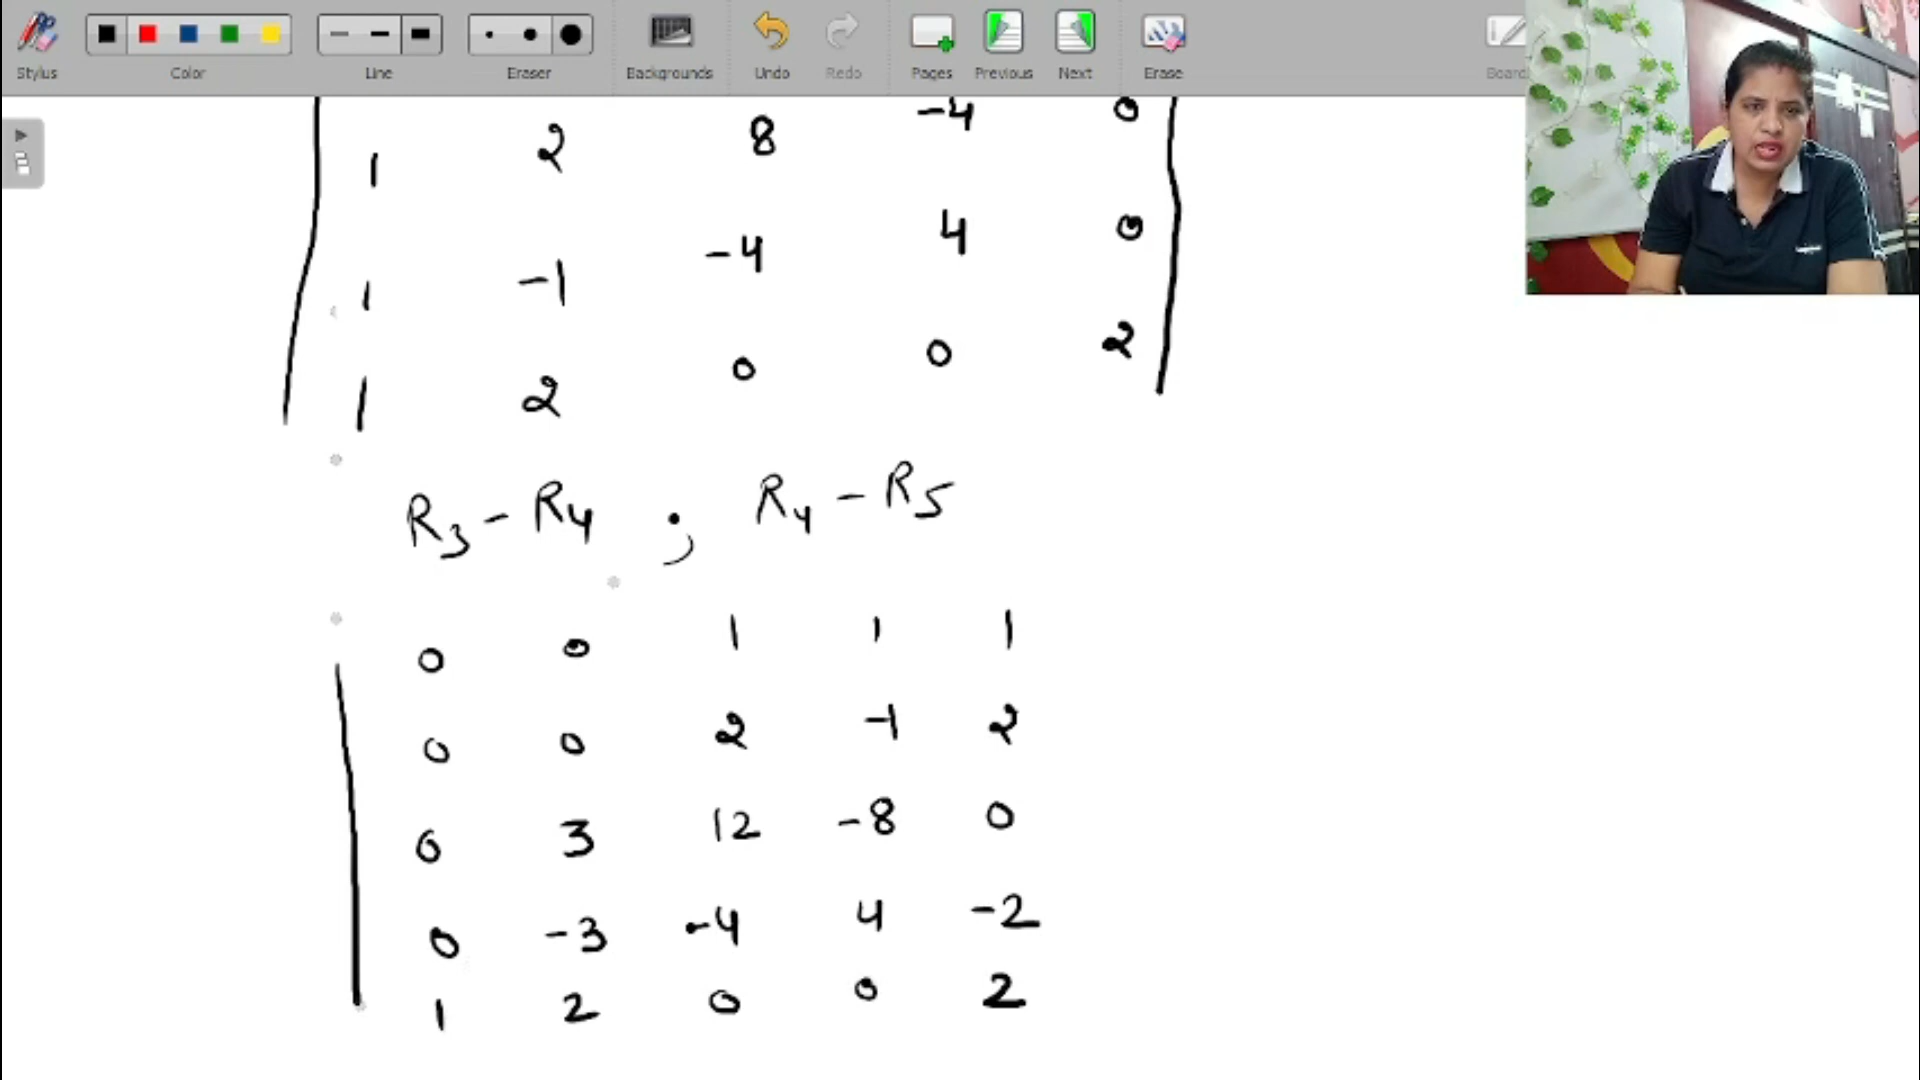 Stylus Color Line Eraser Backgrounds Undo Redo Pages Previous Next Erase Board
1 2 8 -4 0
1 -1 -4 4 0
1 2 0 0 2
R3 - R4 ; R4 - R5
0 0 1 1 1
0 0 2 -1 2
0 3 12 -8 0
0 -3 -4 4 -2
1 2 0 0 2